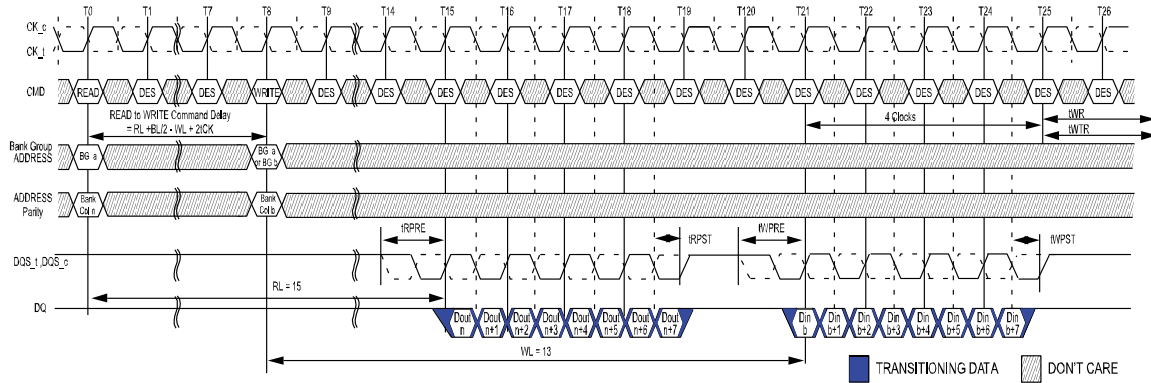 T0 T1 T7 T8 T9 T14 T15 T16 T17 T18 T19 T120 T21 T22 T23 T24 T25 T26
CK_c
CK_t
CMD READ DES DES WRITE DES DES DES DES DES DES DES DES DES DES DES DES DES DES
READ to WRITE Command Delay
= RL +BL/2 - WL + 2tCK
4 Clocks
tWR
tWTR
Bank Group
ADDRESS
BG a
BG a
or BG b
ADDRESS
Parity
Bank
Col n
Bank
Col b
tRPRE tRPST tWPRE tWPST
DQS_t ,DQS_c
RL = 15
DQ
Dout n Dout n+1 Dout n+2 Dout n+3 Dout n+4 Dout n+5 Dout n+6 Dout n+7 Din b Din b+1 Din b+2 Din b+3 Din b+4 Din b+5 Din b+6 Din b+7
WL = 13
TRANSITIONING DATA DON'T CARE